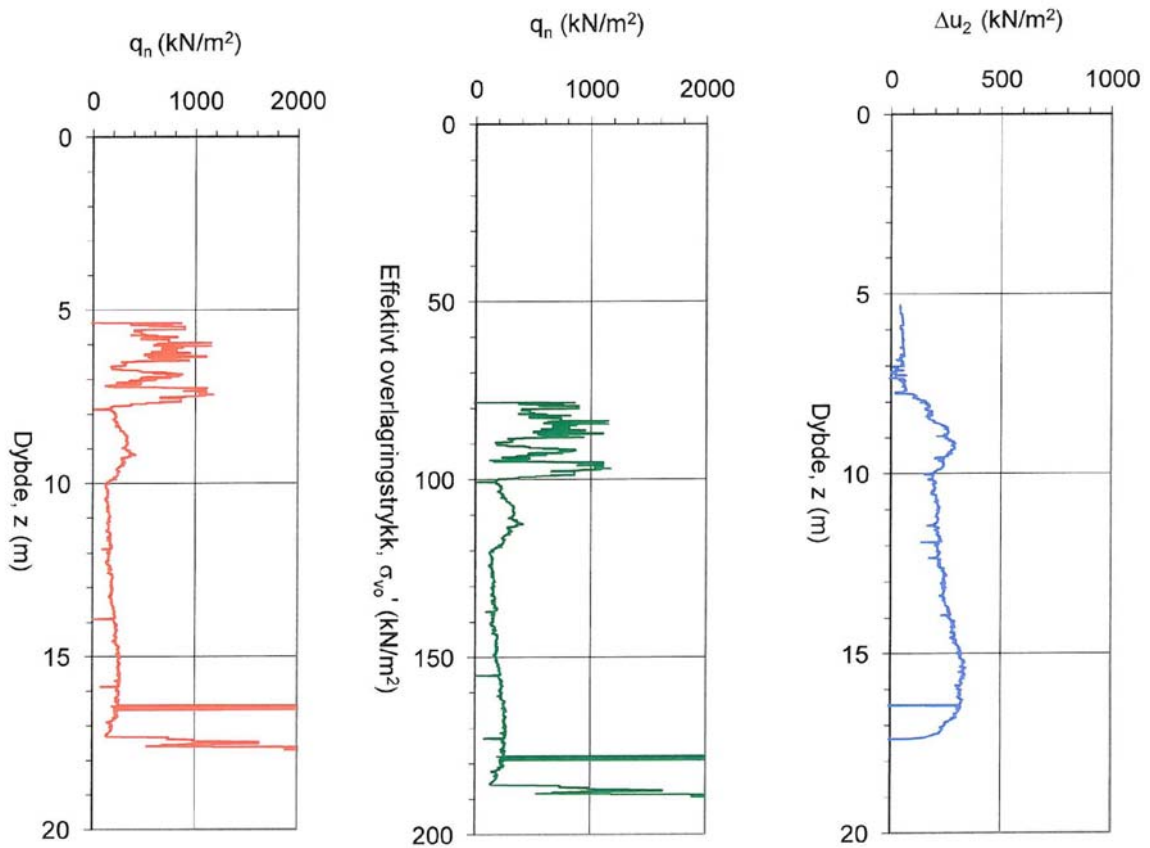 qn (kN/m²)
0 1000 2000
0
5
10
15
20
Dybde, z (m)
qn (kN/m²)
0 1000 2000
0
50
100
150
200
Effektivt overlagringstrykk, σvo' (kN/m²)
Δu2 (kN/m²)
0 500 1000
0
5
10
15
20
Dybde, z (m)